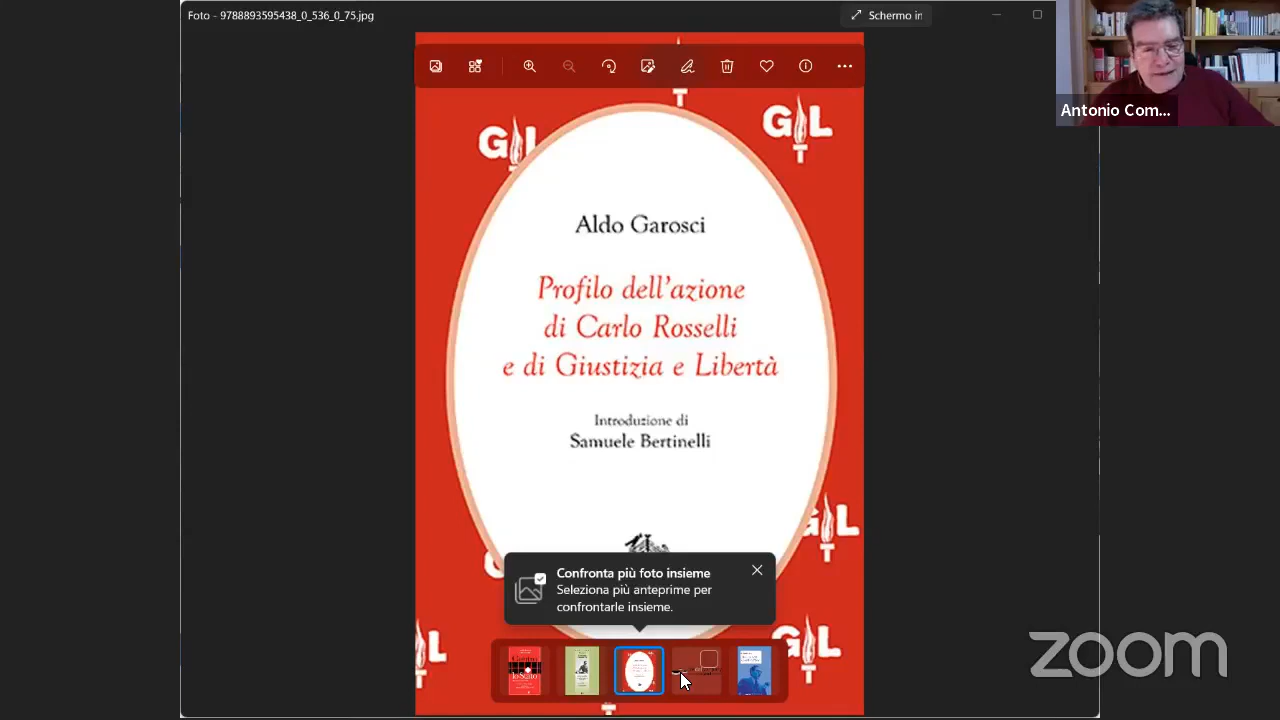 Foto - 9788893595438_0_536_0_75.jpg
Schermo in
Antonio Com...
GL
GL
Aldo Garosci
Profilo dell'azione
di Carlo Rosselli
e di Giustizia e Libertà
Introduzione di
Samuele Bertinelli
GL
Confronta più foto insieme
Seleziona più anteprime per
confrontarle insieme.
GL
zoom